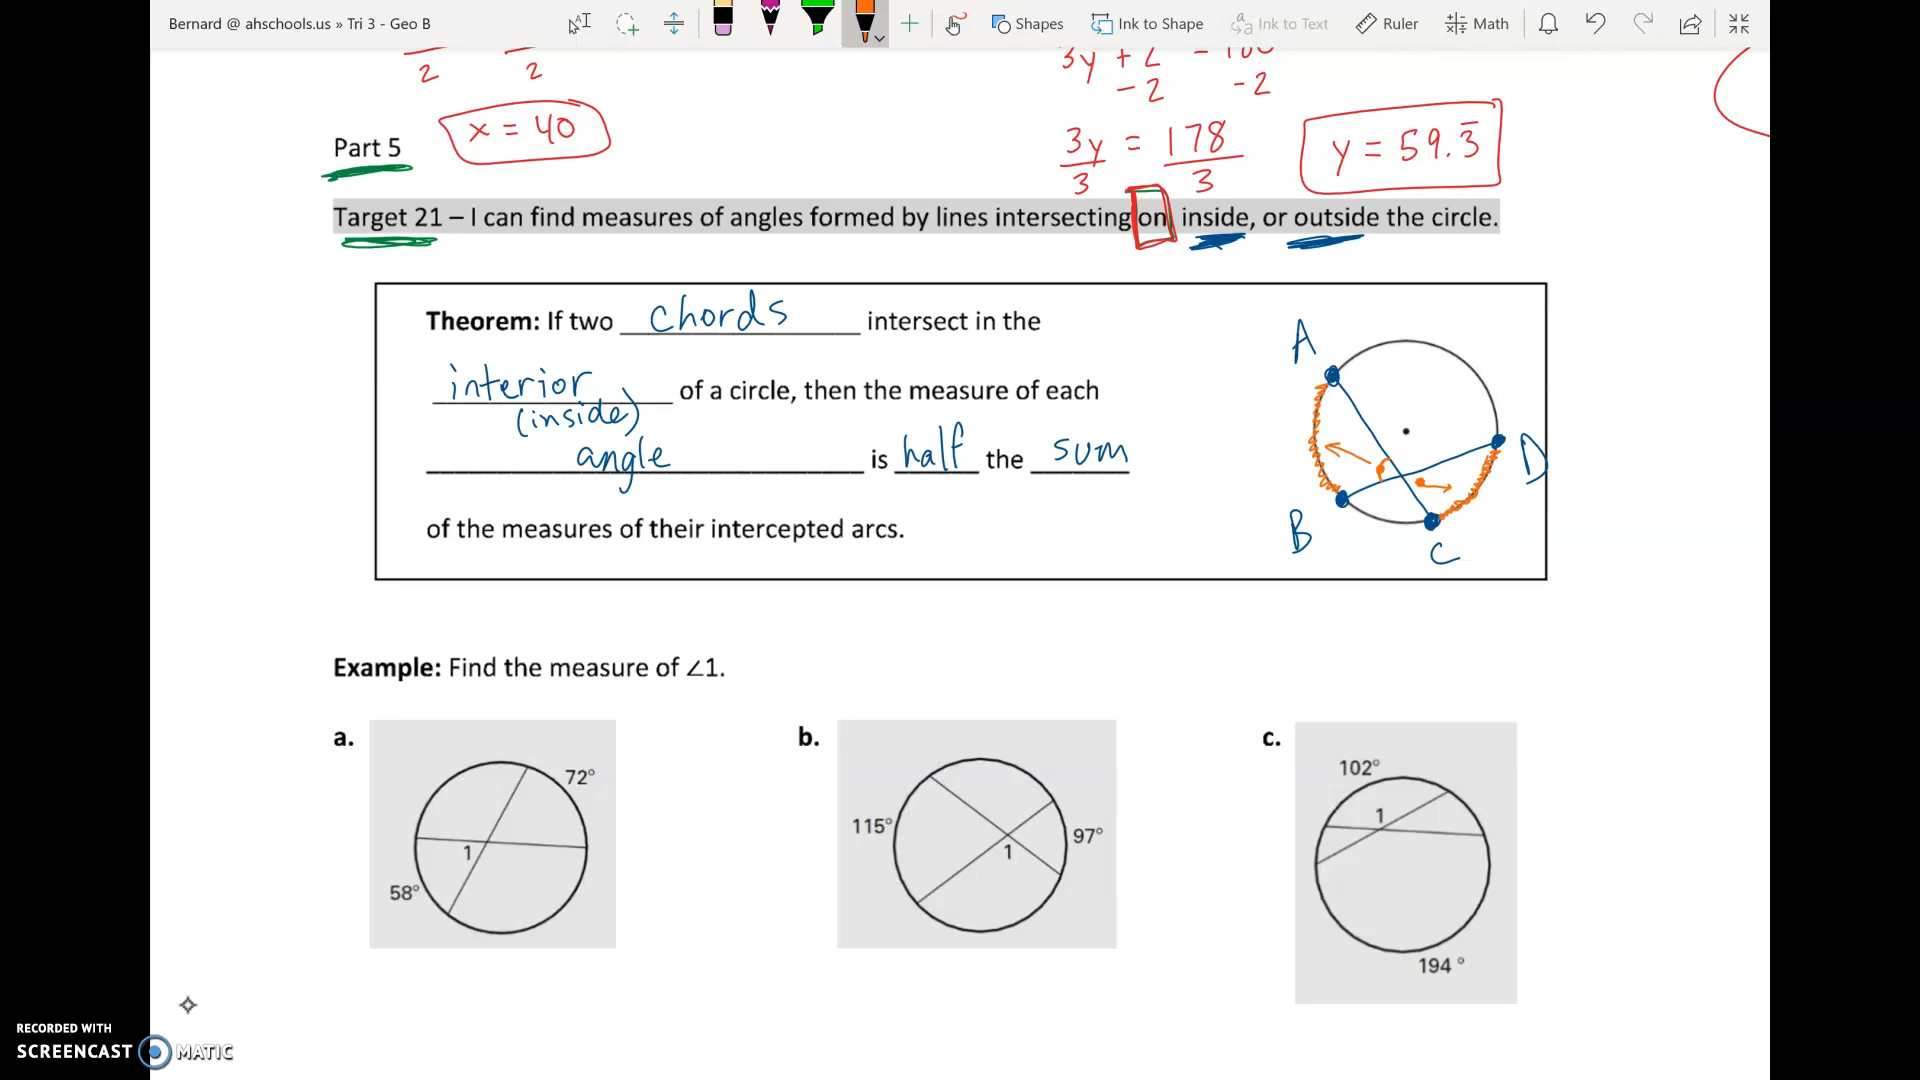 Bernard @ ahschools.us » Tri 3 - Geo B
Shapes
Ink to Shape
Ink to Text
Ruler
Math
2 2
x = 40
3y + 2 = 180
- 2 -2
3y = 178
3 3
y = 59.3̅
Part 5
Target 21 – I can find measures of angles formed by lines intersecting on, inside, or outside the circle.
Theorem: If two chords intersect in the
interior of a circle, then the measure of each
(inside)
angle is half the sum
of the measures of their intercepted arcs.
A
D
B
C
Example: Find the measure of ∠1.
a.
72°
1
58°
b.
115°
97°
1
c.
102°
1
194 °
RECORDED WITH
SCREENCAST MATIC